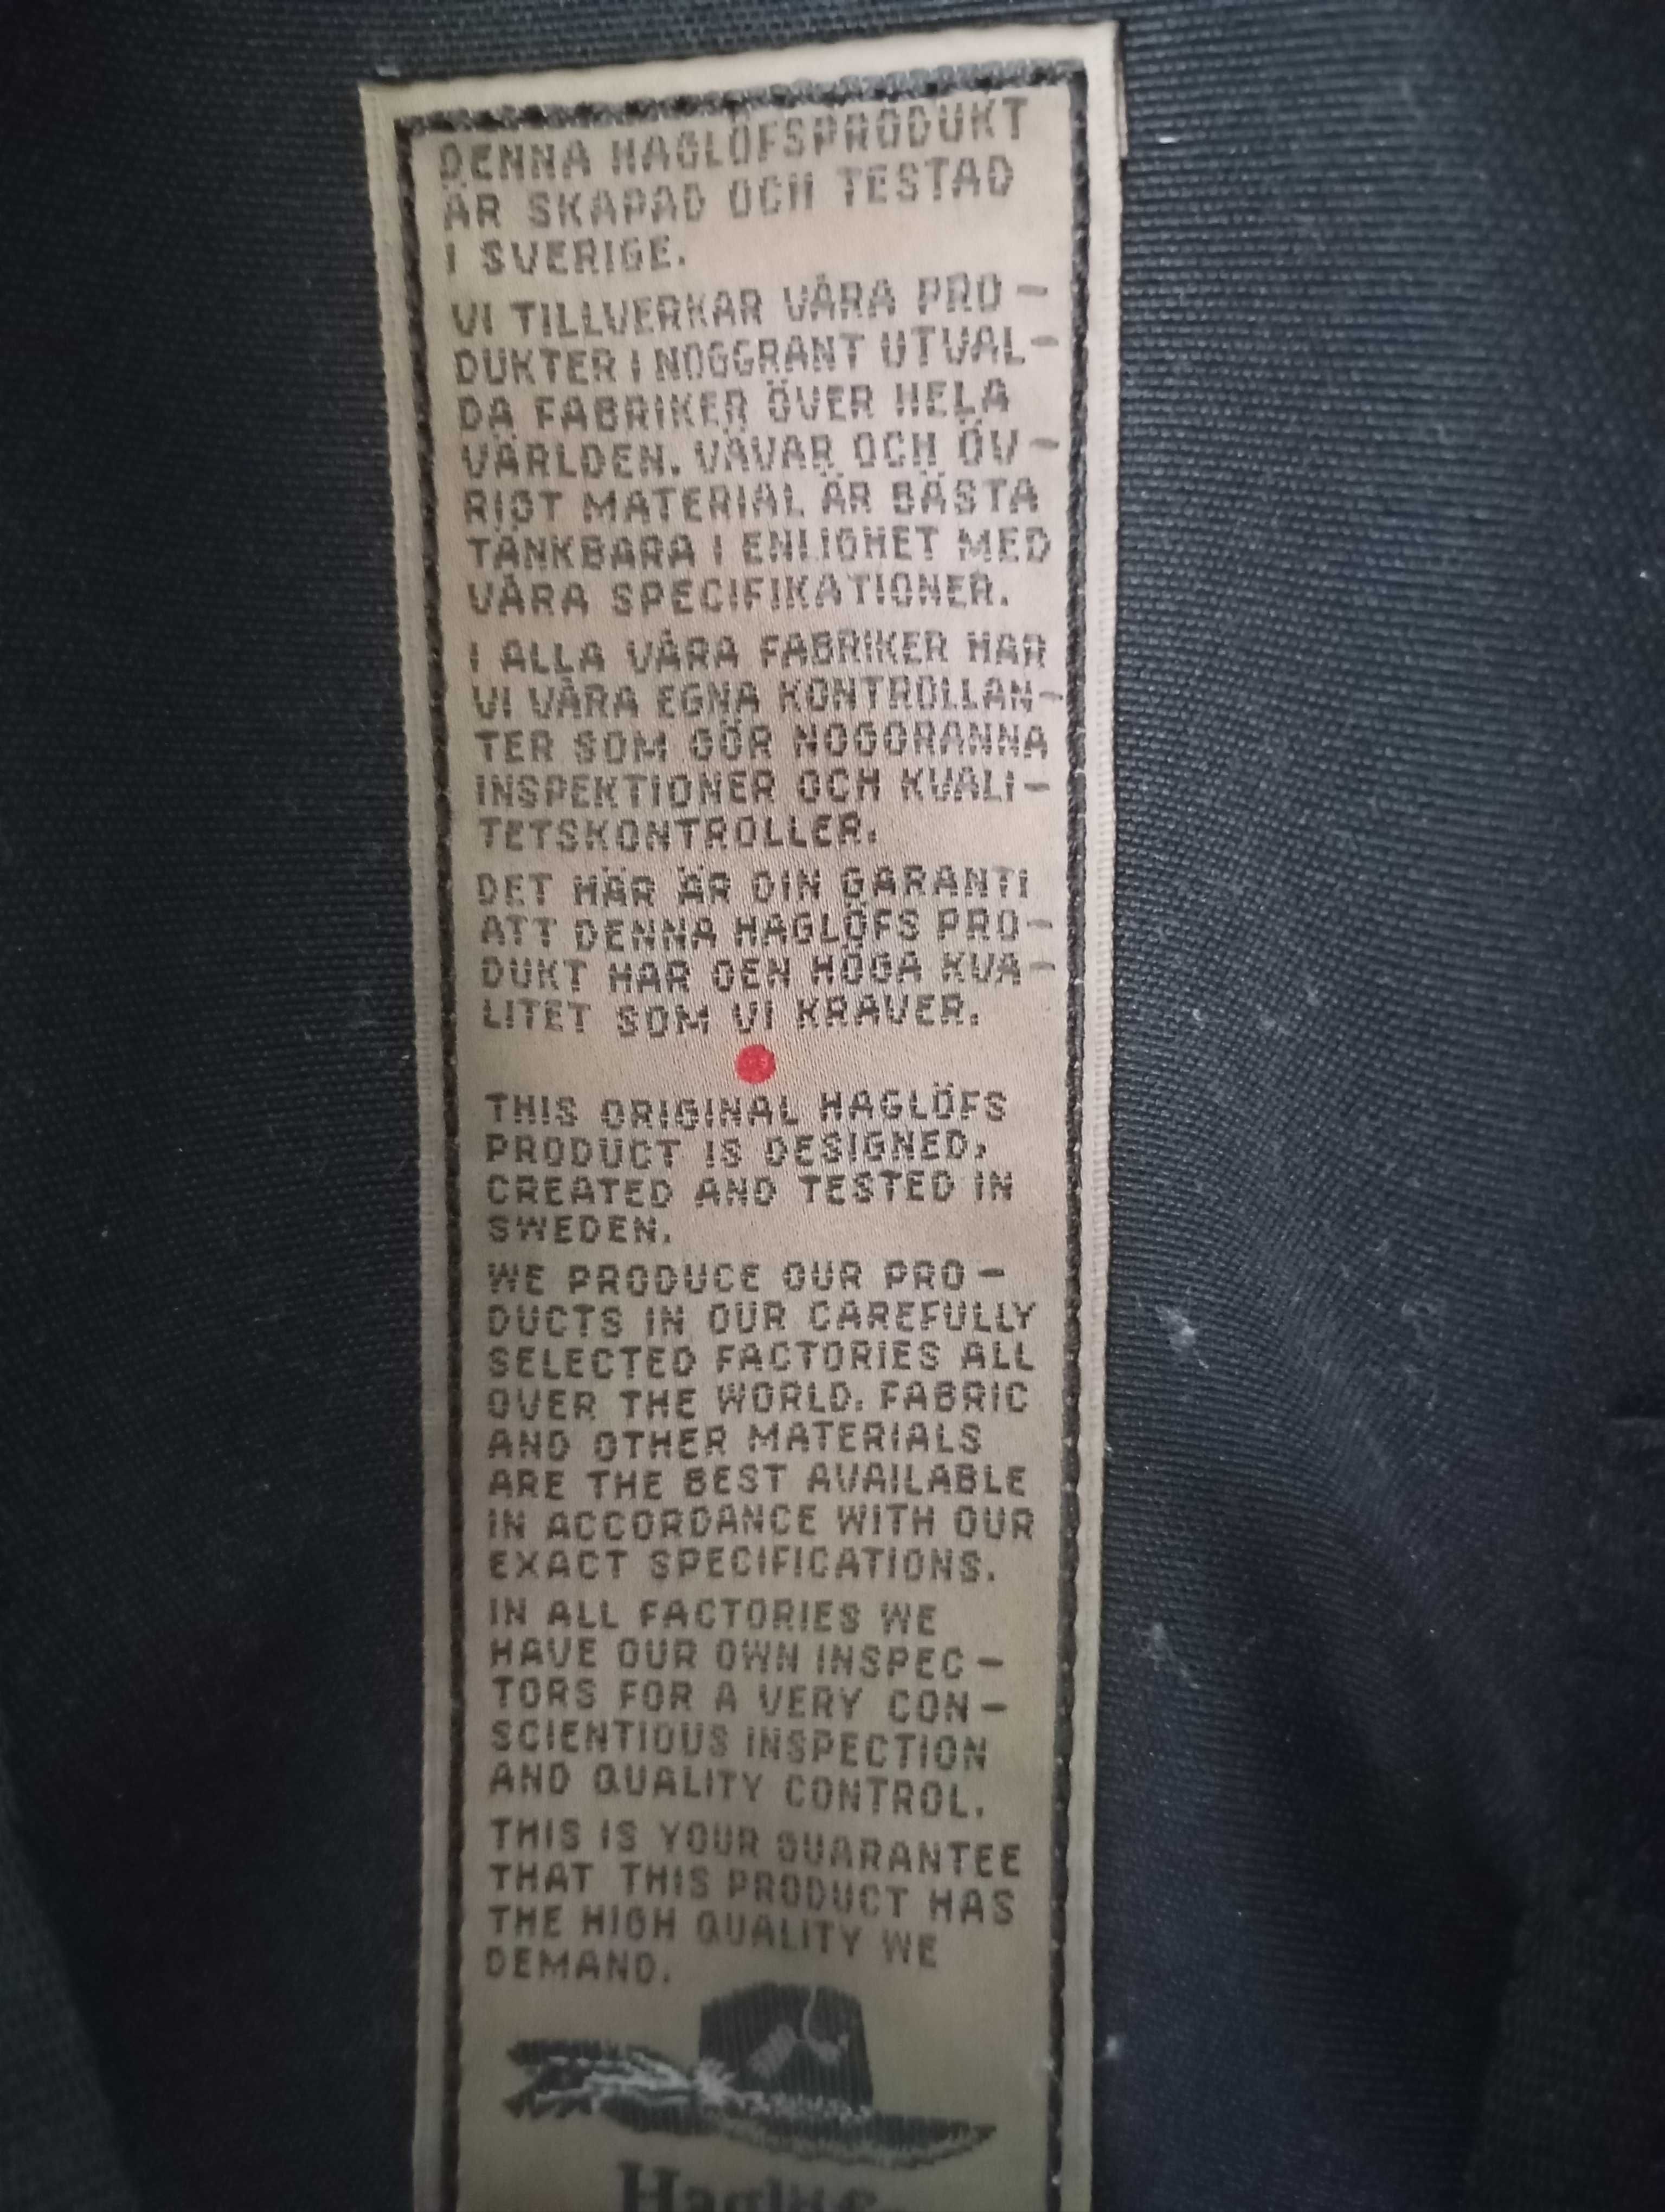 DENNA HAGLÖFSPRODUKT
ÄR SKAPAD OCH TESTAD
I SVERIGE.
VI TILLVERKAR VÅRA PRO-
DUKTER I NOGGRANT UTVAL-
DA FABRIKER ÖVER HELA
VÄRLDEN. VÄVAR OCH ÖV-
RIGT MATERIAL ÄR BÄSTA
TÄNKBARA I ENLIGHET MED
VÅRA SPECIFIKATIONER.
I ALLA VÅRA FABRIKER HAR
VI VÅRA EGNA KONTROLLAN-
TER SOM GÖR NOGGRANNA
INSPEKTIONER OCH KVALI-
TETSKONTROLLER.
DET HÄR ÄR DIN GARANTI
ATT DENNA HAGLÖFS PRO-
DUKT HAR DEN HÖGA KVA-
LITET SOM VI KRAVER.
THIS ORIGINAL HAGLÖFS
PRODUCT IS DESIGNED,
CREATED AND TESTED IN
SWEDEN.
WE PRODUCE OUR PRO-
DUCTS IN OUR CAREFULLY
SELECTED FACTORIES ALL
OVER THE WORLD. FABRIC
AND OTHER MATERIALS
ARE THE BEST AVAILABLE
IN ACCORDANCE WITH OUR
EXACT SPECIFICATIONS.
IN ALL FACTORIES WE
HAVE OUR OWN INSPEC-
TORS FOR A VERY CON-
SCIENTIOUS INSPECTION
AND QUALITY CONTROL.
THIS IS YOUR GUARANTEE
THAT THIS PRODUCT HAS
THE HIGH QUALITY WE
DEMAND.